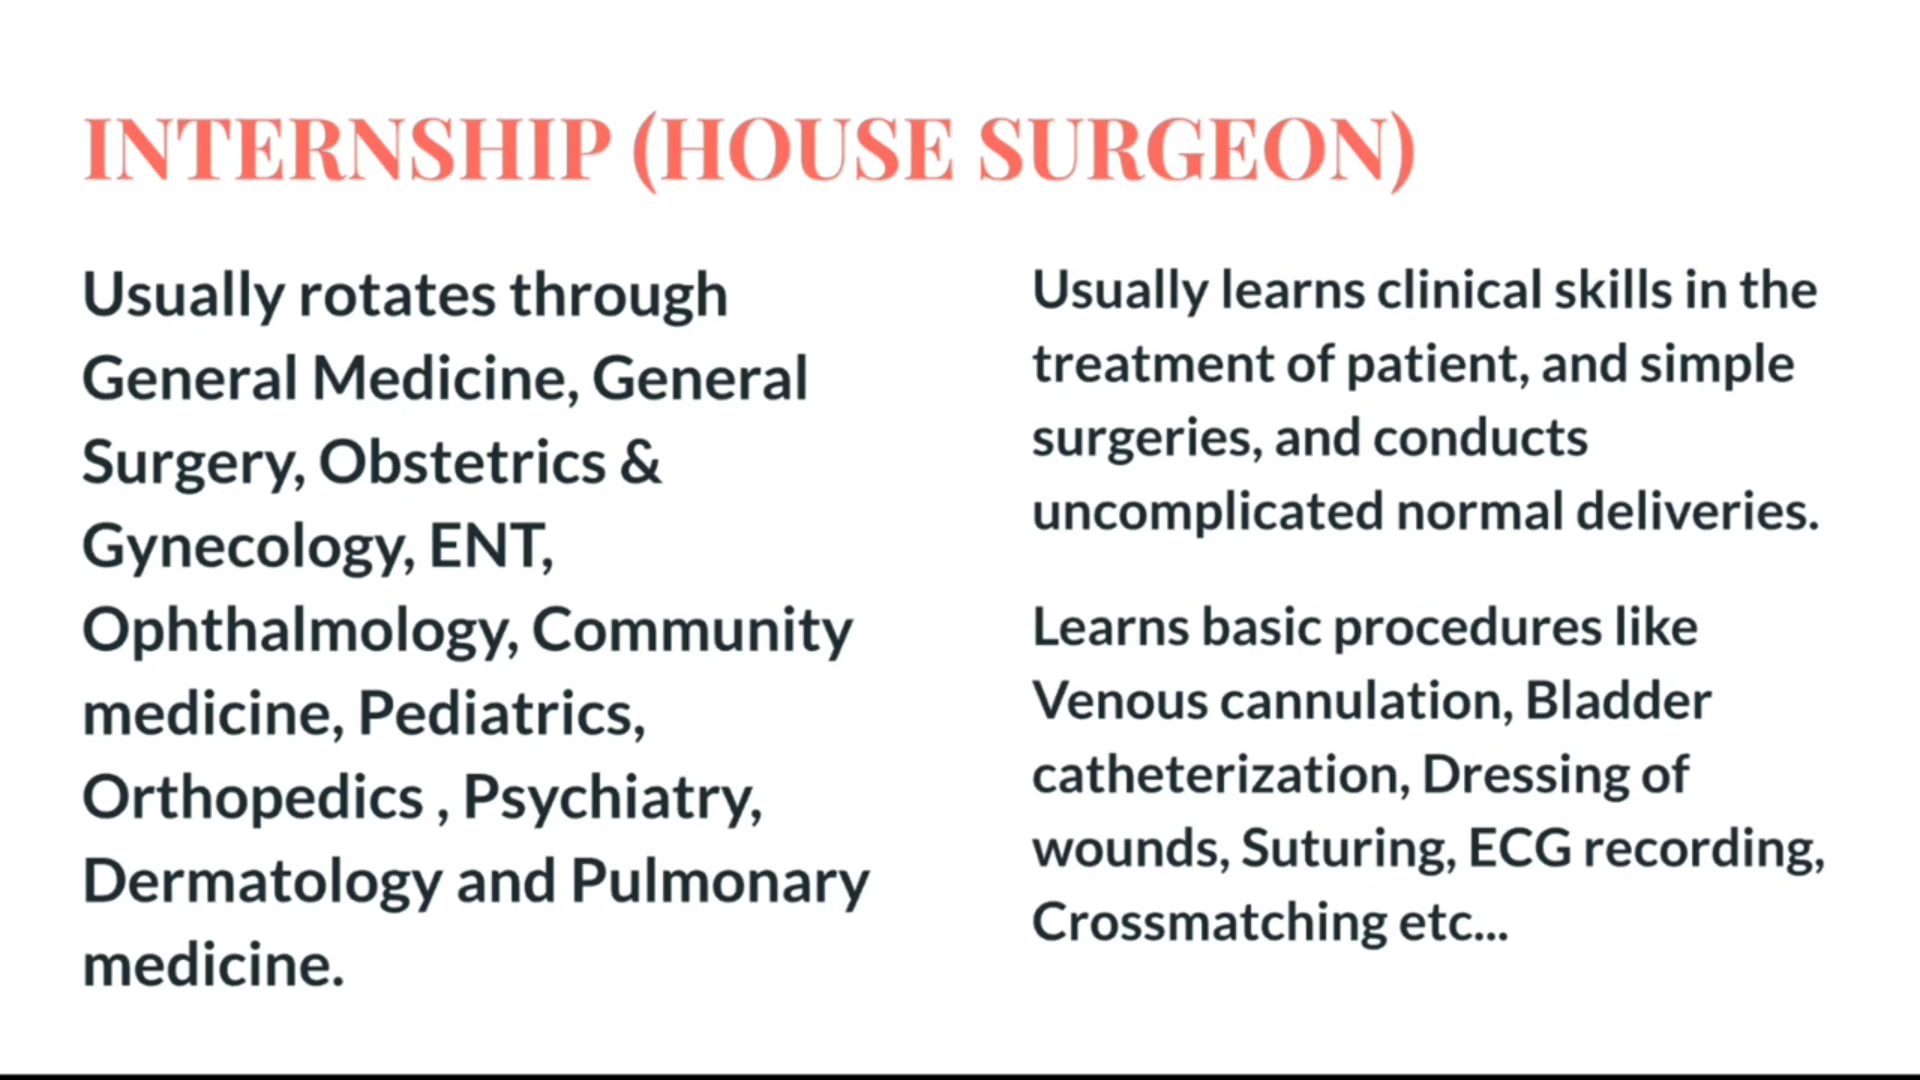 INTERNSHIP (HOUSE SURGEON)
Usually rotates through
General Medicine, General
Surgery, Obstetrics &
Gynecology, ENT,
Ophthalmology, Community
medicine, Pediatrics,
Orthopedics , Psychiatry,
Dermatology and Pulmonary
medicine.
Usually learns clinical skills in the
treatment of patient, and simple
surgeries, and conducts
uncomplicated normal deliveries.
Learns basic procedures like
Venous cannulation, Bladder
catheterization, Dressing of
wounds, Suturing, ECG recording,
Crossmatching etc...